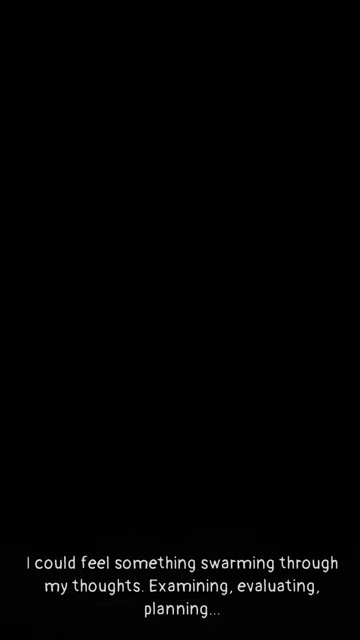 I could feel something swarming through
my thoughts. Examining, evaluating,
planning...